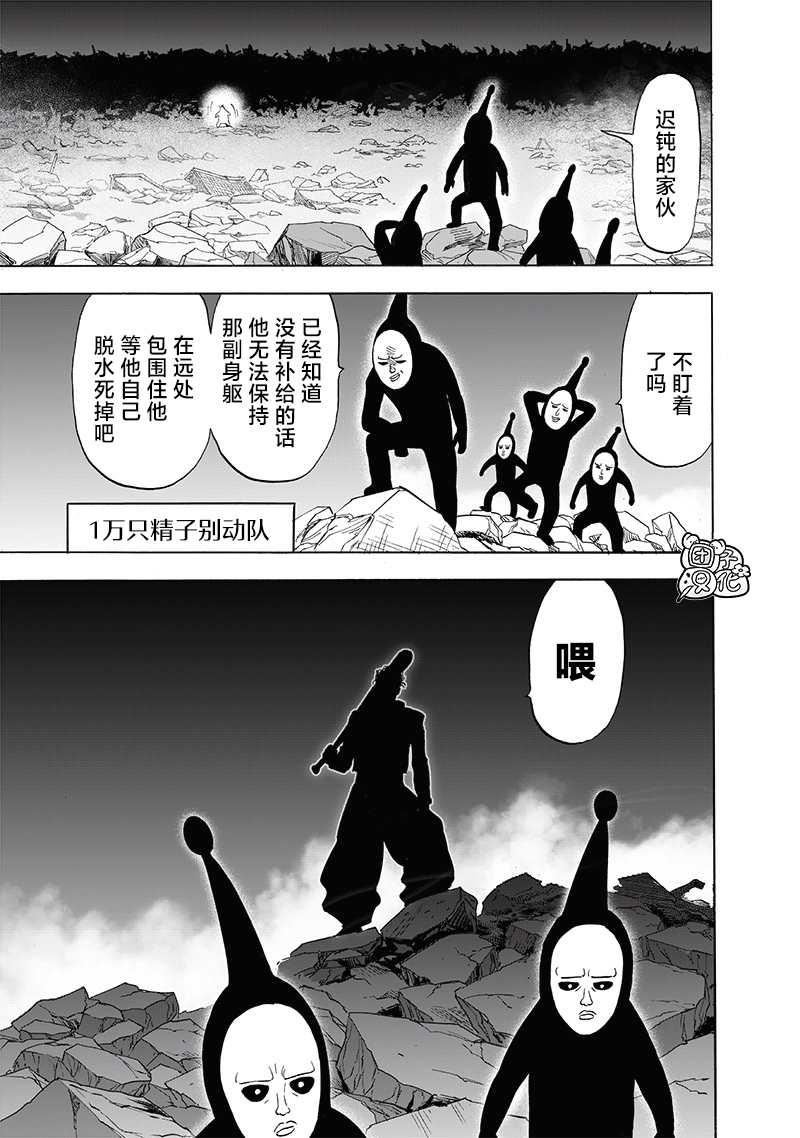 迟钝的家伙
不盯着
了吗
已经知道
没有补给的话
他无法保持
那副身躯
在远处
包围住他
等他自己
脱水死掉吧
1万只精子别动队
喂